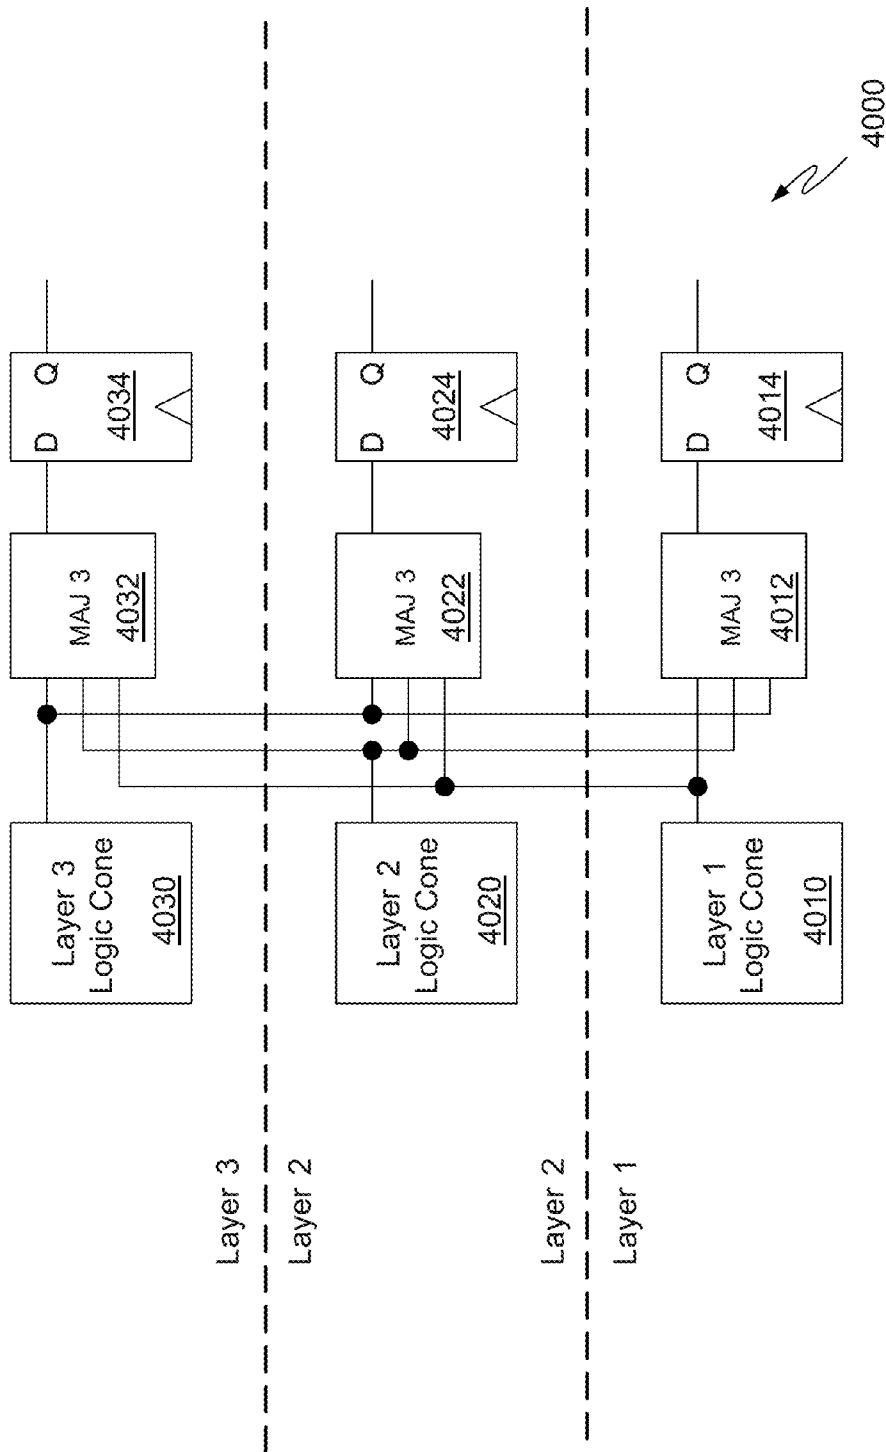 Layer 3
Logic Cone
4030
MAJ 3
4032
D
Q
4034
Layer 3
Layer 2
Layer 2
Logic Cone
4020
MAJ 3
4022
D
Q
4024
Layer 2
Layer 1
Layer 1
Logic Cone
4010
MAJ 3
4012
D
Q
4014
4000